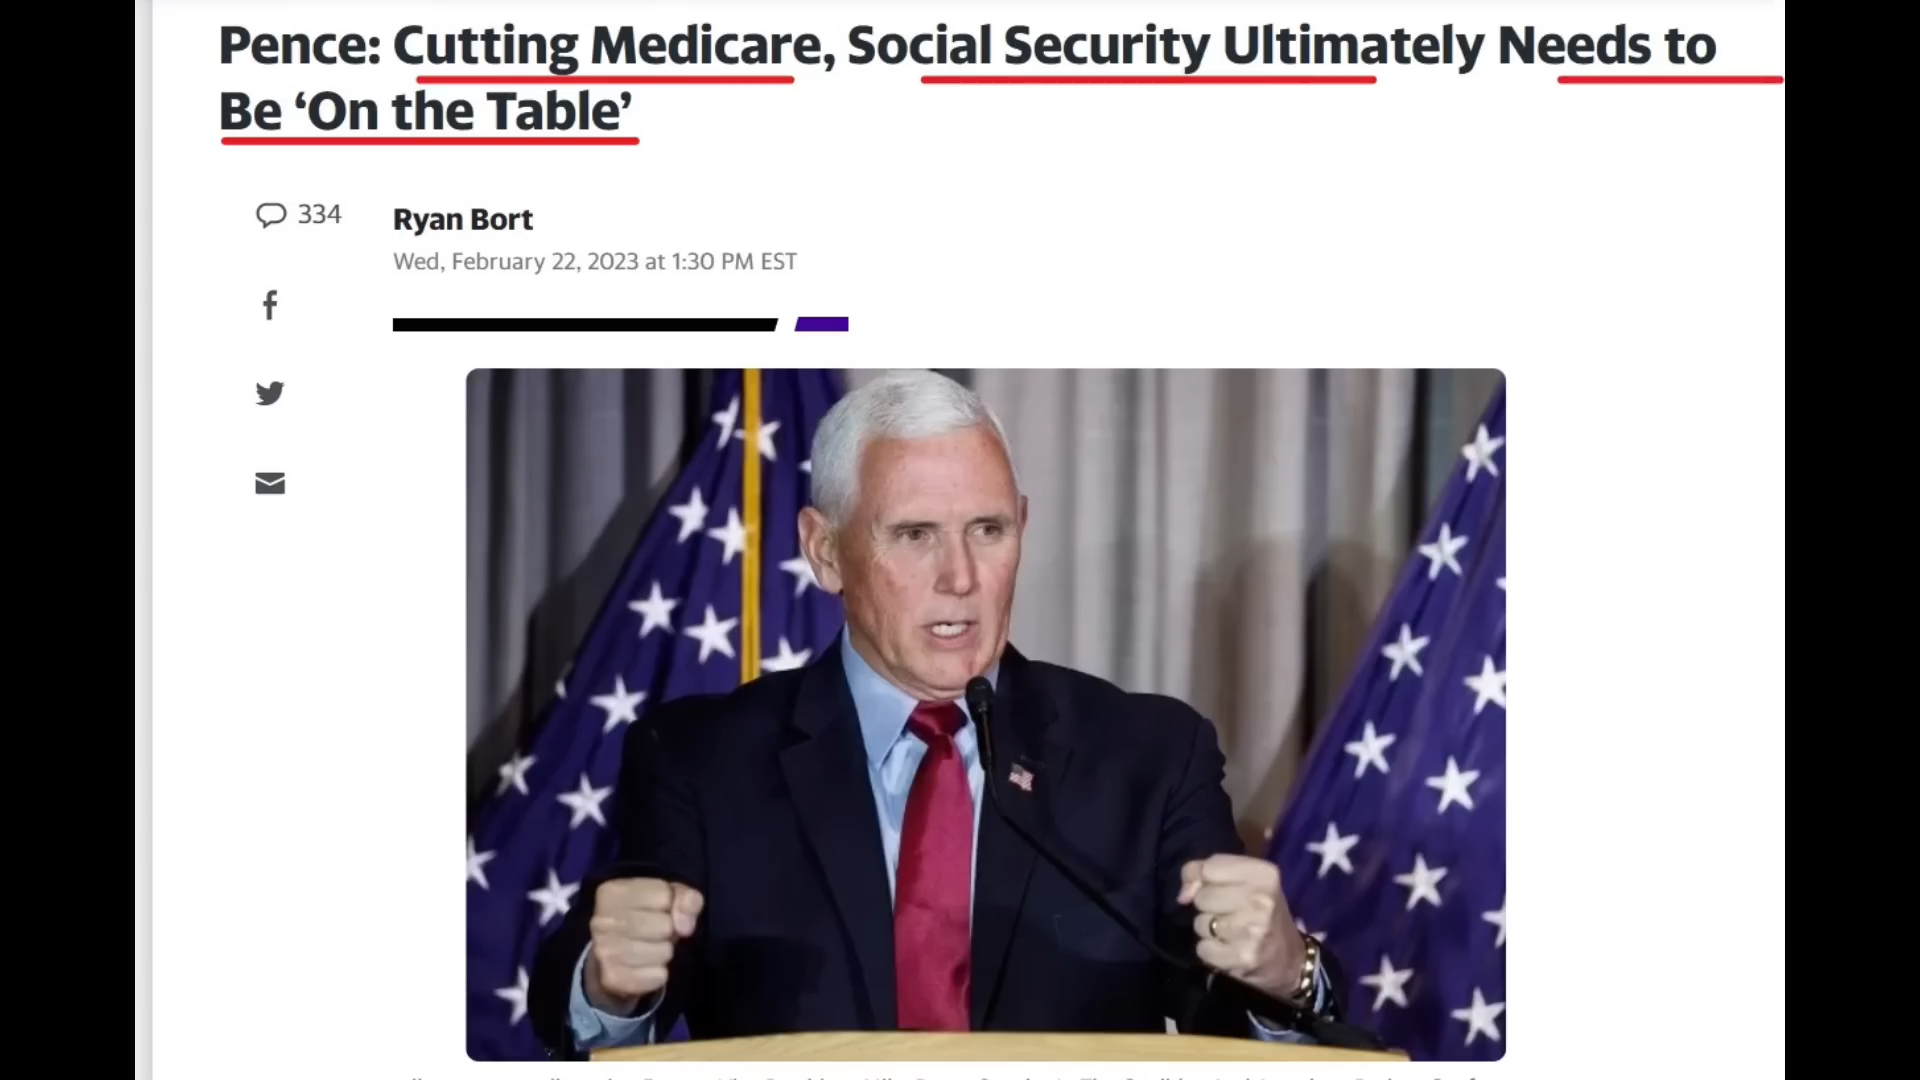 Pence: Cutting Medicare, Social Security Ultimately Needs to
Be ‘On the Table’
334
Ryan Bort
Wed, February 22, 2023 at 1:30 PM EST